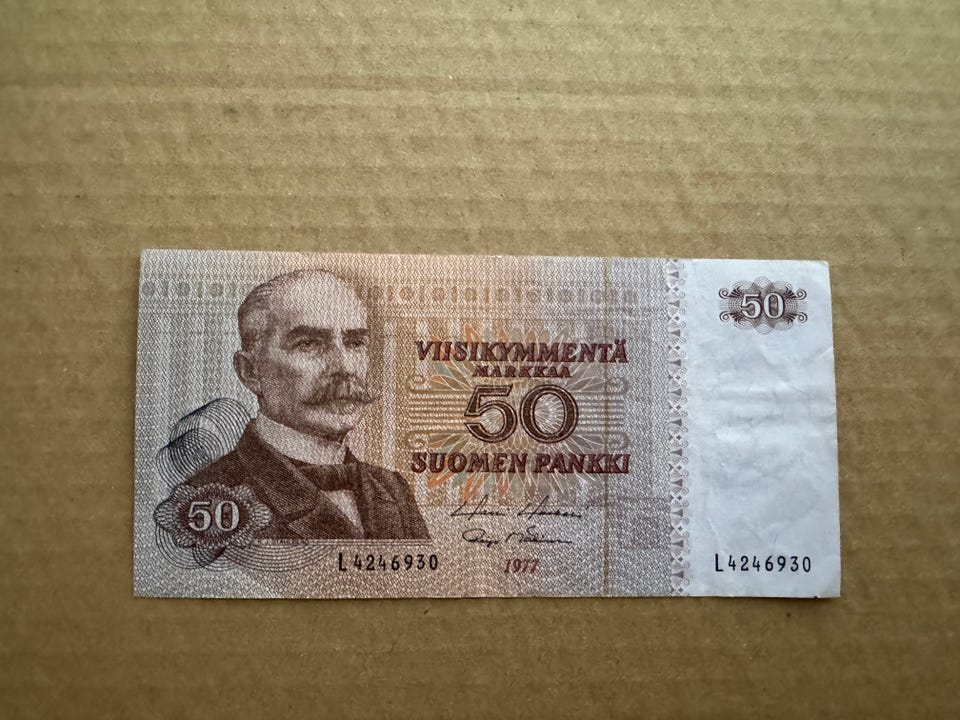 50
VIISIKYMMENTÄ
MARKKAA
50
SUOMEN PANKKI
50
L4246930
1977
L4246930